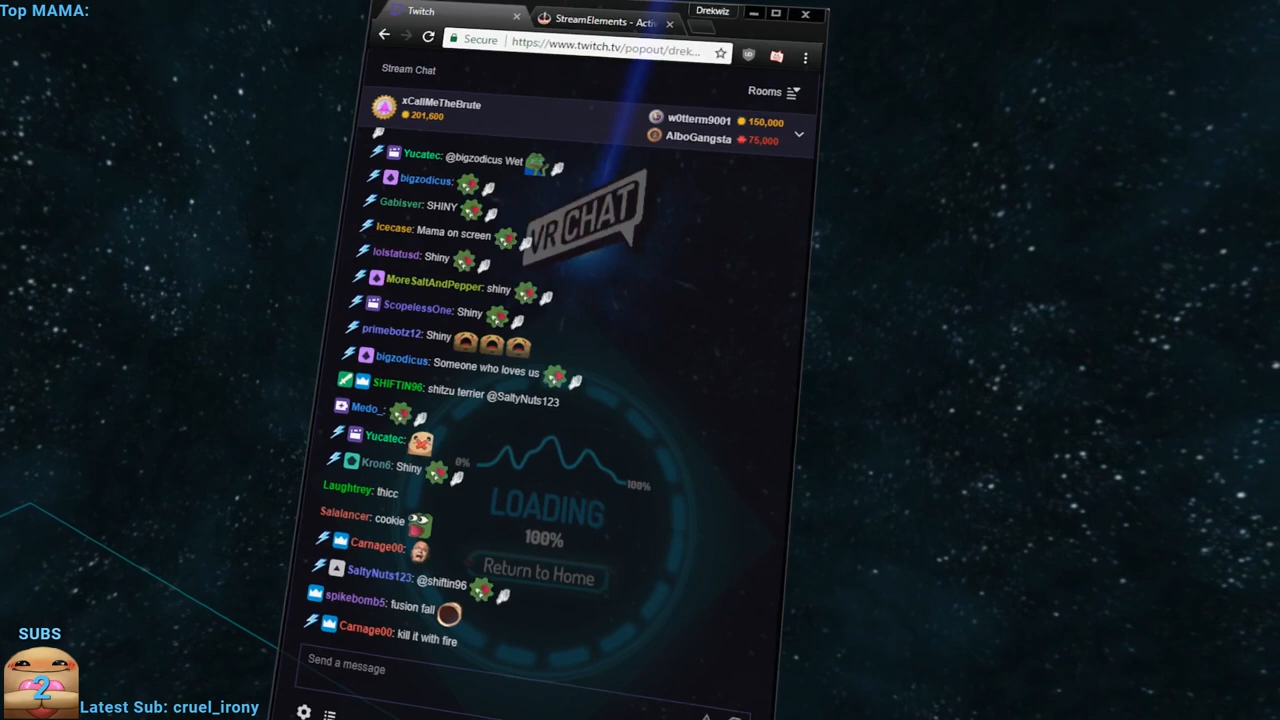 Top MAMA:
Twitch
StreamElements - Activ
Drekwiz
Secure
https://www.twitch.tv/popout/drek...
Stream Chat
Rooms
xCallMeTheBrute
201,600
w0tterm9001 150,000
AlboGangsta 75,000
Yucatec: @bigzodicus Wet
bigzodicus:
Gabisver: SHINY
Icecase: Mama on screen
lolstatusd: Shiny
MoreSaltAndPepper: shiny
ScopelessOne: Shiny
primebotz12: Shiny
bigzodicus: Someone who loves us
SHIFTIN96: shitzu terrier @SaltyNuts123
Medo_:
Yucatec:
Kron6: Shiny
Laughtrey: thicc
Salalancer: cookie
Carnage00:
SaltyNuts123: @shiftin96
spikebomb5: fusion fall
Carnage00: kill it with fire
Send a message
VRCHAT
0%
100%
LOADING
100%
Return to Home
SUBS
2
Latest Sub: cruel_irony